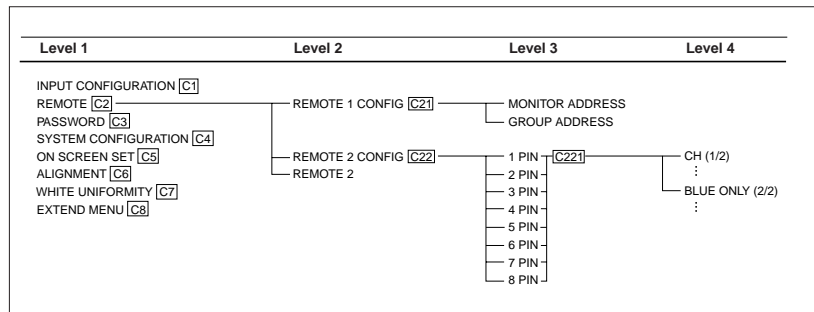 Level 1 Level 2 Level 3 Level 4
INPUT CONFIGURATION C1
REMOTE C2 REMOTE 1 CONFIG C21 MONITOR ADDRESS
PASSWORD C3 GROUP ADDRESS
SYSTEM CONFIGURATION C4
ON SCREEN SET C5 REMOTE 2 CONFIG C22 1 PIN C221 CH (1/2)
ALIGNMENT C6 REMOTE 2 2 PIN ⋮
WHITE UNIFORMITY C7 3 PIN BLUE ONLY (2/2)
EXTEND MENU C8 4 PIN ⋮
5 PIN
6 PIN
7 PIN
8 PIN